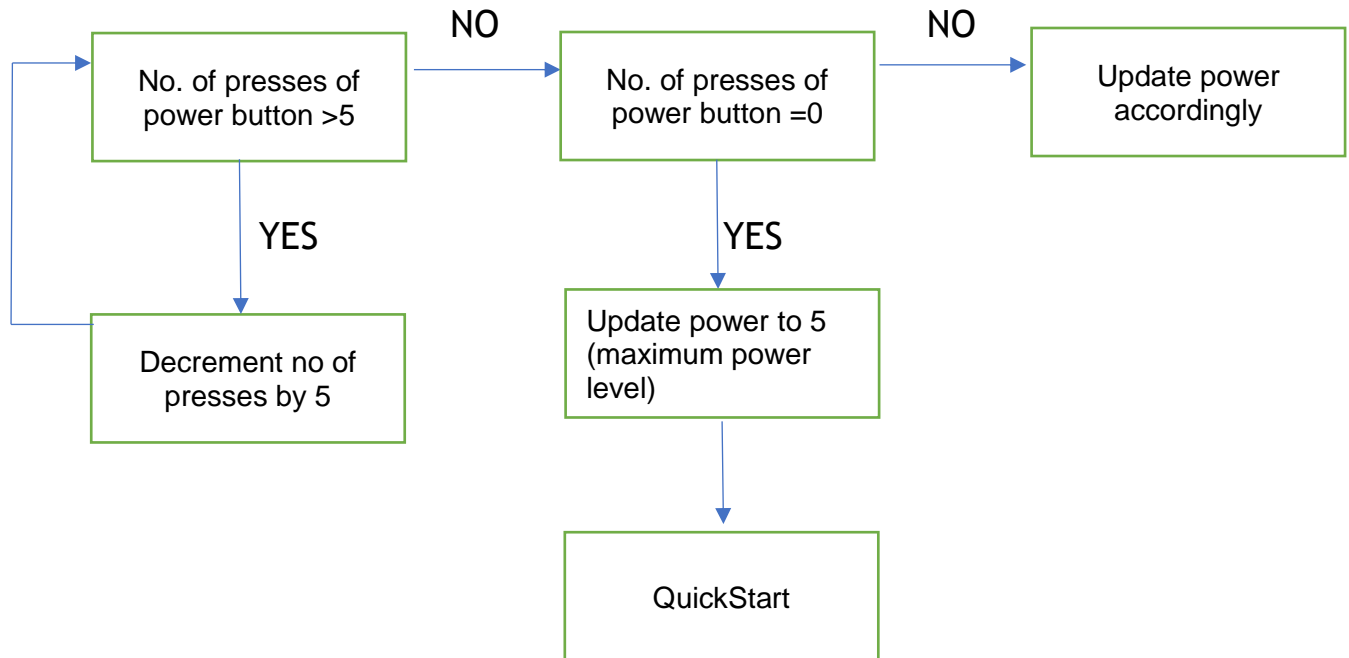 NO
NO
No. of presses of
power button >5
No. of presses of
power button =0
Update power
accordingly
YES
YES
Decrement no of
presses by 5
Update power to 5
(maximum power
level)
QuickStart